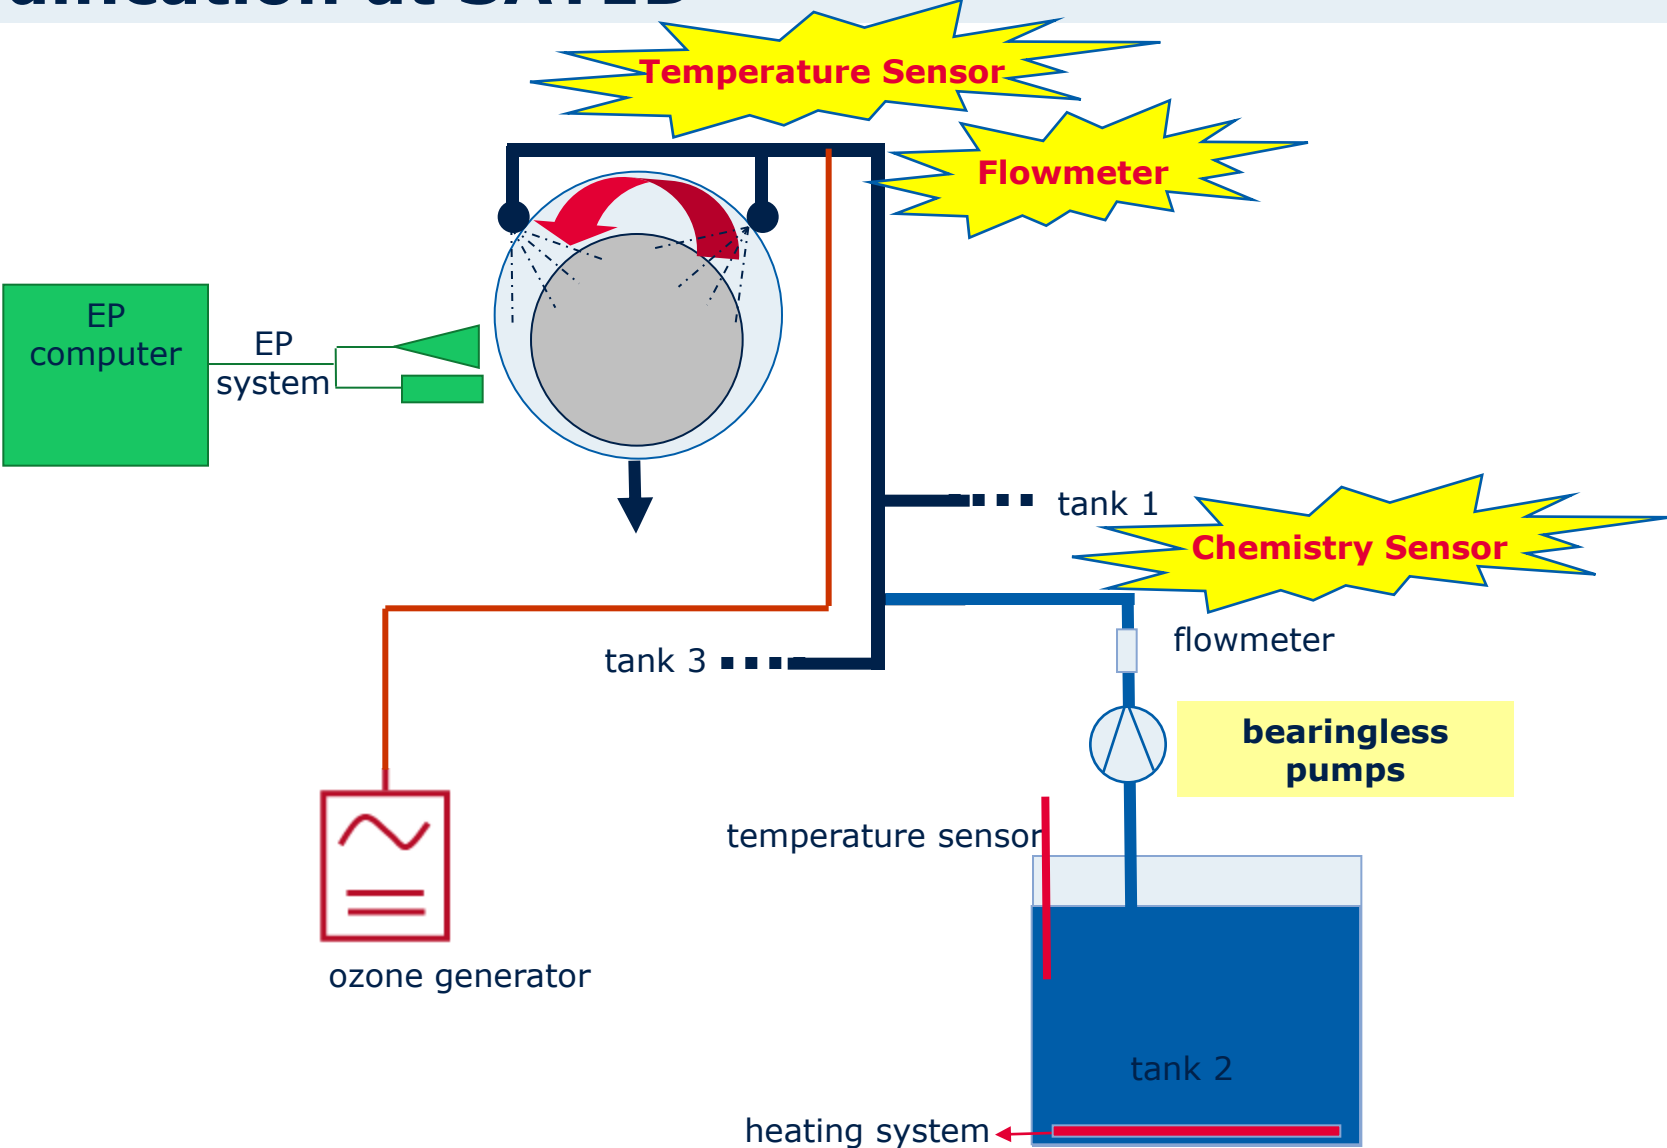 Temperature Sensor
Flowmeter
EP
computer
EP
system
tank 1
Chemistry Sensor
flowmeter
tank 3
bearingless
pumps
temperature sensor
ozone generator
tank 2
heating system